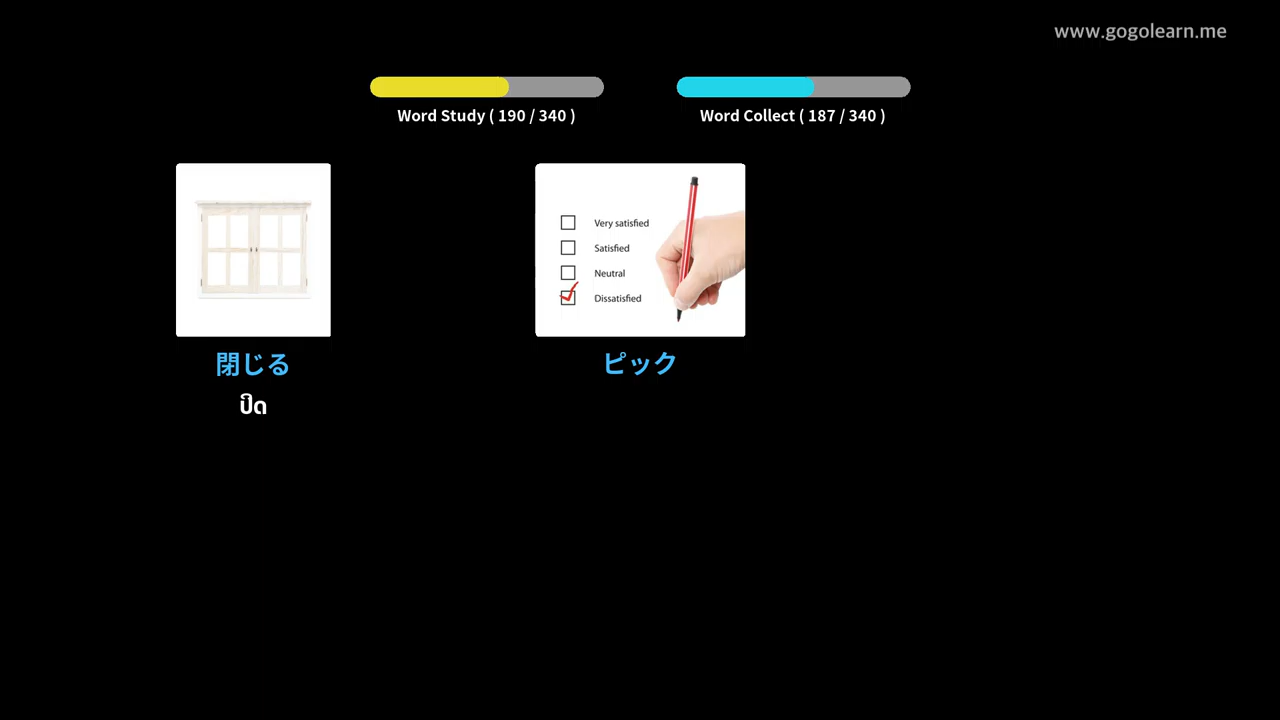 www.gogolearn.me
Word Study ( 190 / 340 )
Word Collect ( 187 / 340 )
Very satisfied
Satisfied
Neutral
Dissatisfied
閉じる
ピック
ปิด